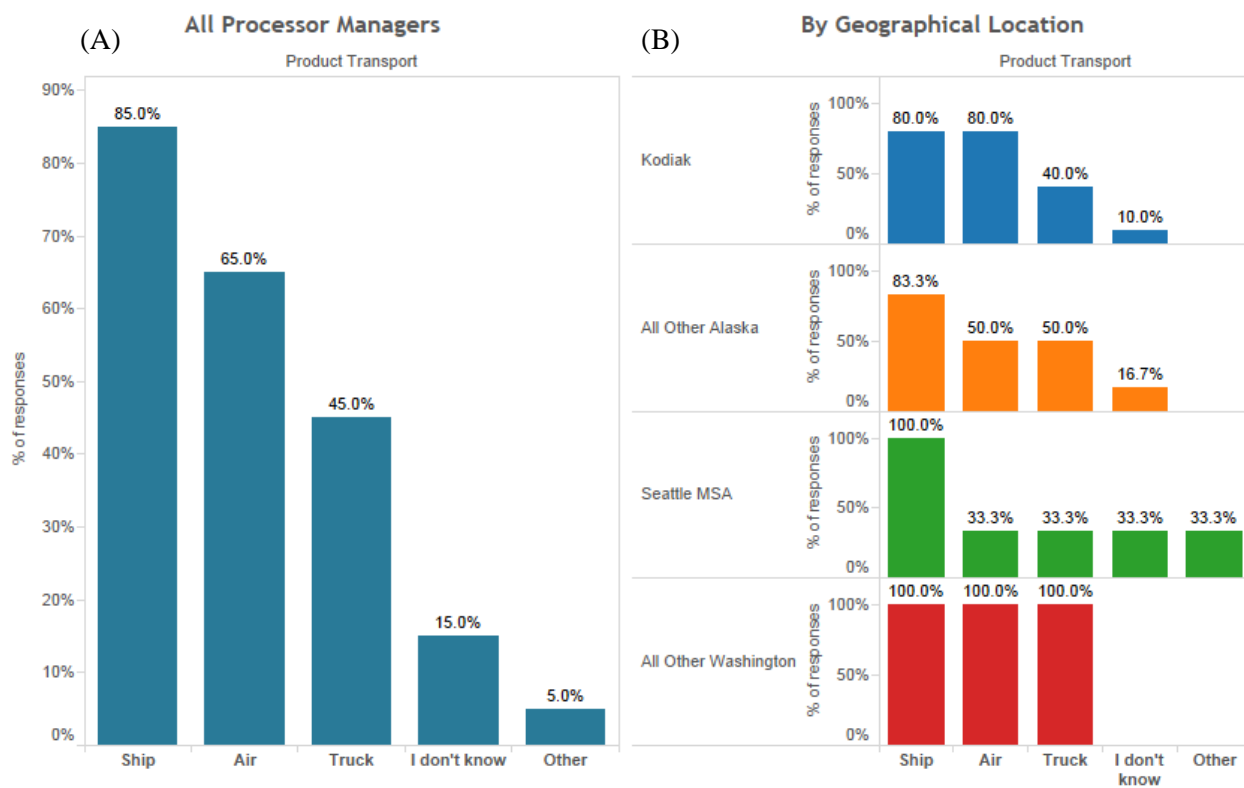 (A)
All Processor Managers
Product Transport
% of responses
90%
80%
70%
60%
50%
40%
30%
20%
10%
0%
85.0%
65.0%
45.0%
15.0%
5.0%
Ship Air Truck I don't know Other
(B)
By Geographical Location
Product Transport
Kodiak
% of responses
100%
50%
0%
80.0% 80.0% 40.0% 10.0%
All Other Alaska
% of responses
100%
50%
0%
83.3% 50.0% 50.0% 16.7%
Seattle MSA
% of responses
100%
50%
0%
100.0% 33.3% 33.3% 33.3% 33.3%
All Other Washington
% of responses
100%
50%
0%
100.0% 100.0% 100.0%
Ship Air Truck I don't know Other